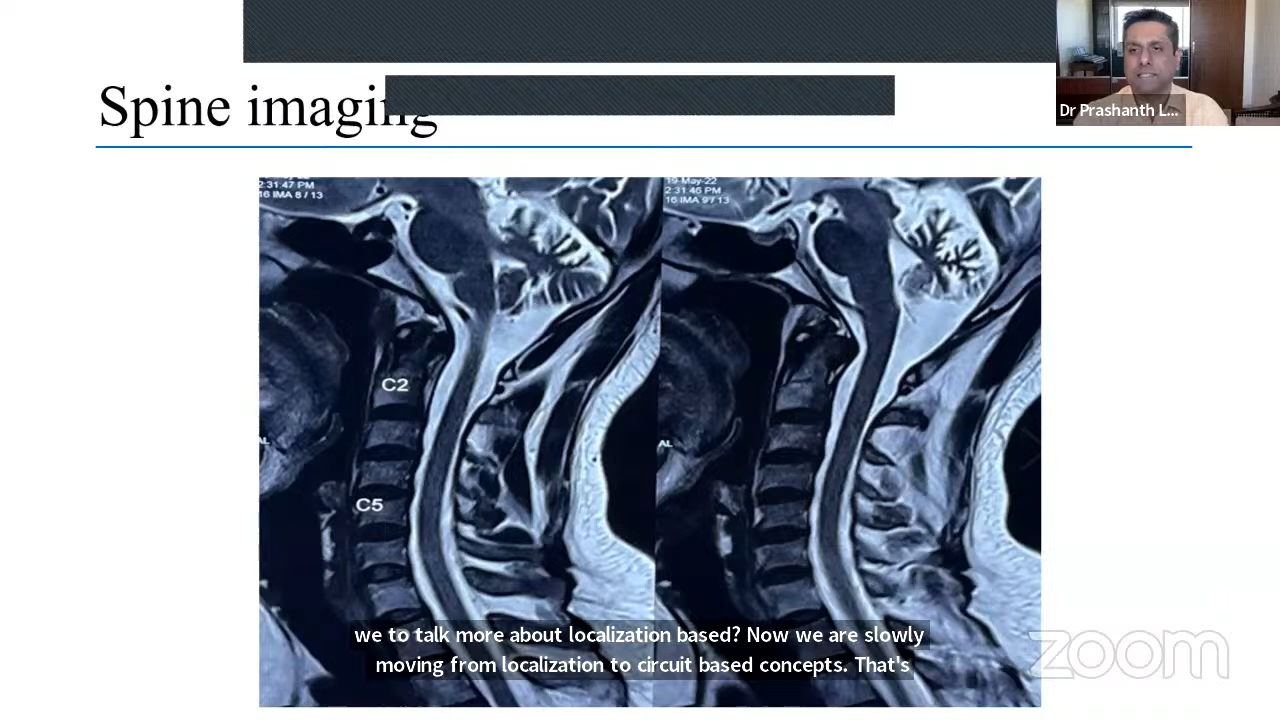 Dr Prashanth L...
Spine imaging
2:31:47 PM
16 IMA 8 / 13
19-May-22
2:31:46 PM
16 IMA 9 / 13
C2
AL
AL
C5
we to talk more about localization based? Now we are slowly
moving from localization to circuit based concepts. That's
zoom